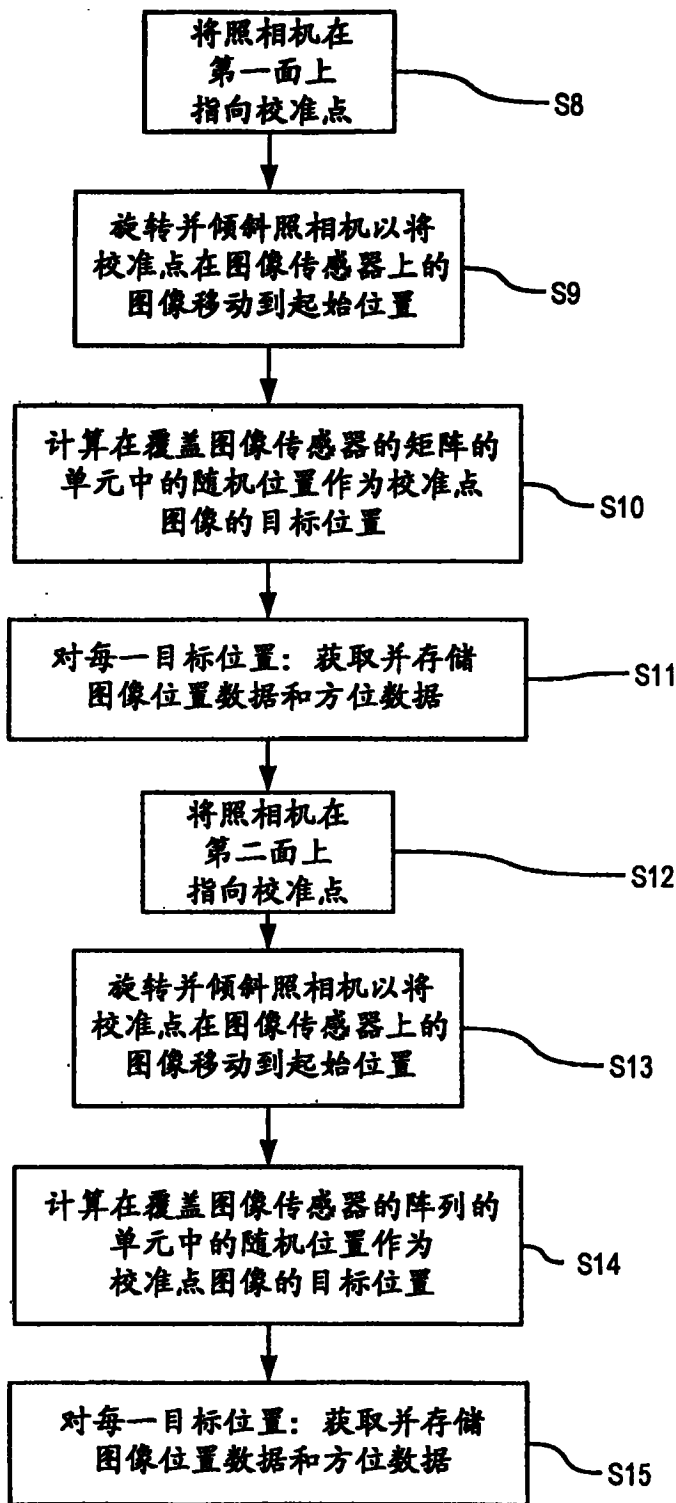 将照相机在
第一面上
指向校准点
S8
旋转并倾斜照相机以将
校准点在图像传感器上的
图像移动到起始位置
S9
计算在覆盖图像传感器的矩阵的
单元中的随机位置作为校准点
图像的目标位置
S10
对每一目标位置：获取并存储
图像位置数据和方位数据
S11
将照相机在
第二面上
指向校准点
S12
旋转并倾斜照相机以将
校准点在图像传感器上的
图像移动到起始位置
S13
计算在覆盖图像传感器的阵列的
单元中的随机位置作为
校准点图像的目标位置
S14
对每一目标位置：获取并存储
图像位置数据和方位数据
S15